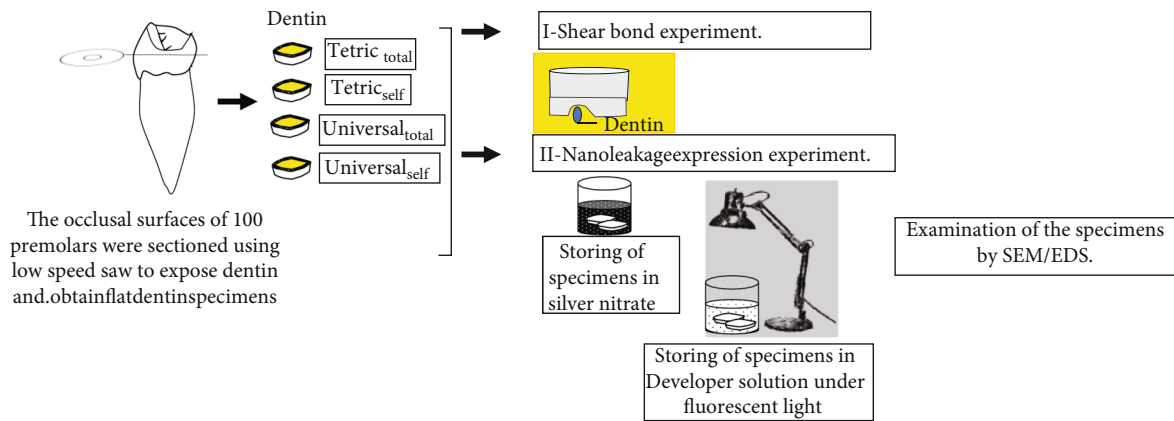 The occlusal surfaces of 100
premolars were sectioned using
low speed saw to expose dentin
and.obtainflatdentinspecimens
Dentin
Tetric total
Tetricself
Universaltotal
Universalself
I-Shear bond experiment.
Dentin
II-Nanoleakageexpression experiment.
Storing of
specimens in
silver nitrate
Storing of specimens in
Developer solution under
fluorescent light
Examination of the specimens
by SEM/EDS.